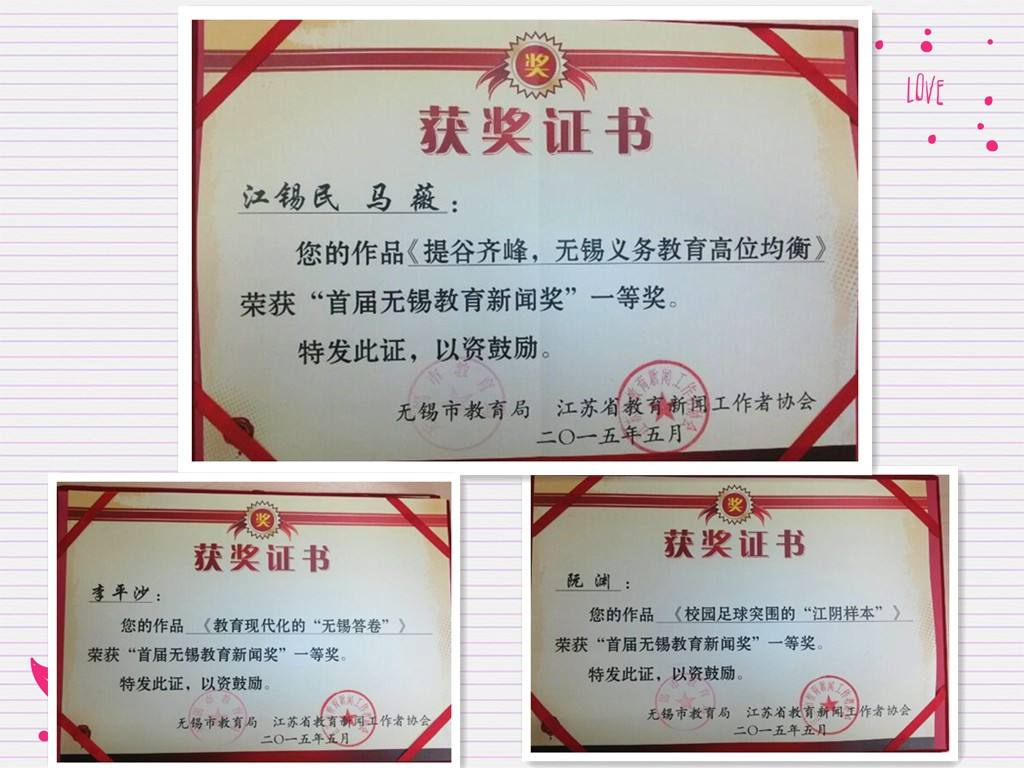 LOVE
奖
获奖证书
江锡民 马薇：
您的作品《提谷齐峰，无锡义务教育高位均衡》
荣获“首届无锡教育新闻奖”一等奖。
特发此证，以资鼓励。
无锡市教育局 江苏省教育新闻工作者协会
二〇一五年五月
奖
获奖证书
李平沙：
您的作品《教育现代化的“无锡答卷”》
荣获“首届无锡教育新闻奖”一等奖。
特发此证，以资鼓励。
无锡市教育局 江苏省教育新闻工作者协会
二〇一五年五月
奖
获奖证书
阮渊：
您的作品《校园足球突围的“江阴样本”》
荣获“首届无锡教育新闻奖”一等奖。
特发此证，以资鼓励。
无锡市教育局 江苏省教育新闻工作者协会
二〇一五年五月